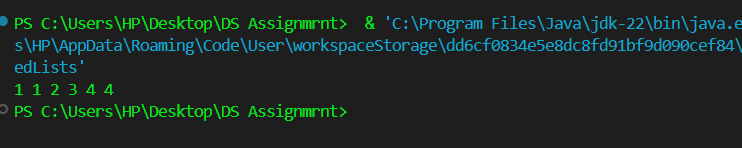 PS C:\Users\HP\Desktop\DS Assignmrnt>  & 'C:\Program Files\Java\jdk-22\bin\java.e
s\HP\AppData\Roaming\Code\User\workspaceStorage\dd6cf0834e5e8dc8fd91bf9d090cef84\
edLists'
1 1 2 3 4 4
PS C:\Users\HP\Desktop\DS Assignmrnt>